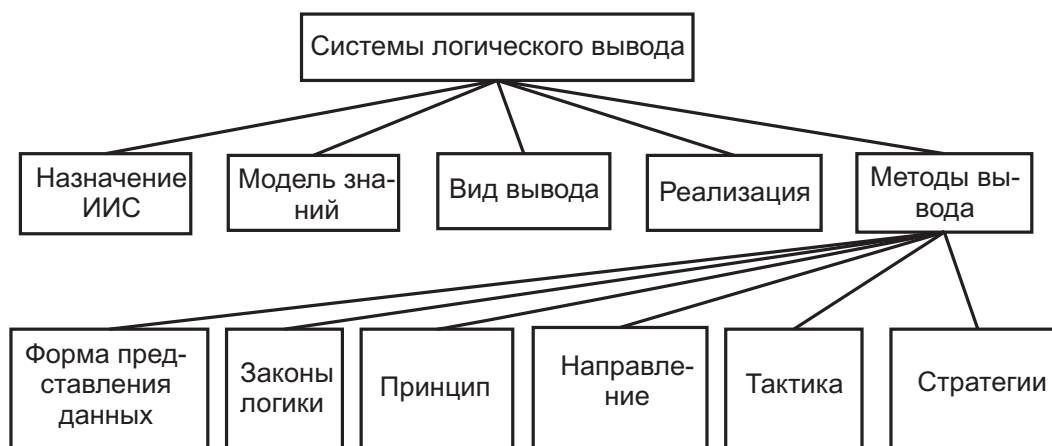 Системы логического вывода
Назначение
ИИС
Модель зна-
ний
Вид вывода
Реализация
Методы вы-
вода
Форма пред-
ставления
данных
Законы
логики
Принцип
Направле-
ние
Тактика
Стратегии